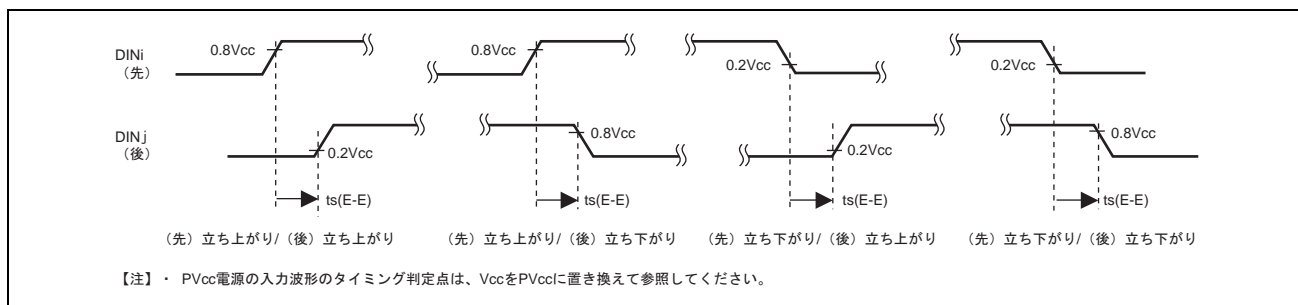 DINi
（先）
0.8Vcc
0.8Vcc
0.2Vcc
0.2Vcc
DINj
（後）
0.2Vcc
0.8Vcc
0.2Vcc
0.8Vcc
ts(E-E)
ts(E-E)
ts(E-E)
ts(E-E)
（先）立ち上がり/（後）立ち上がり
（先）立ち上がり/（後）立ち下がり
（先）立ち下がり/（後）立ち上がり
（先）立ち下がり/（後）立ち下がり
【注】・ PVcc電源の入力波形のタイミング判定点は、VccをPVccに置き換えて参照してください。